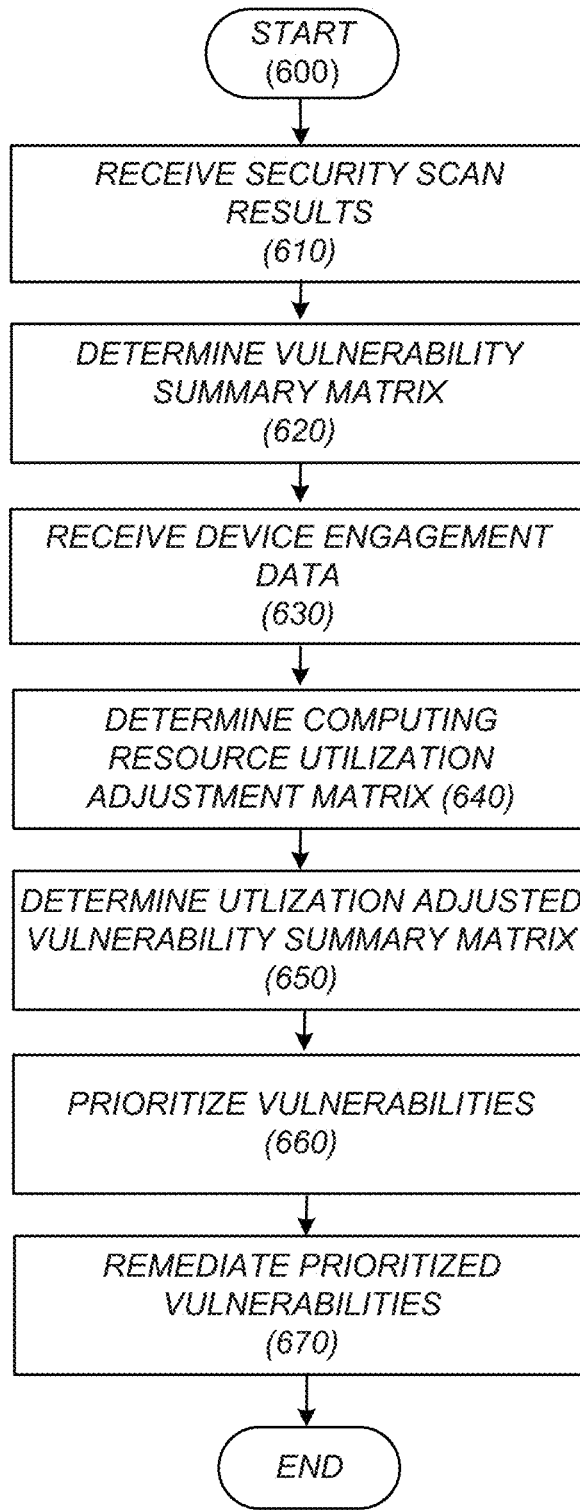 START
(600)
RECEIVE SECURITY SCAN
RESULTS
(610)
DETERMINE VULNERABILITY
SUMMARY MATRIX
(620)
RECEIVE DEVICE ENGAGEMENT
DATA
(630)
DETERMINE COMPUTING
RESOURCE UTILIZATION
ADJUSTMENT MATRIX (640)
DETERMINE UTLIZATION ADJUSTED
VULNERABILITY SUMMARY MATRIX
(650)
PRIORITIZE VULNERABILITIES
(660)
REMEDIATE PRIORITIZED
VULNERABILITIES
(670)
END